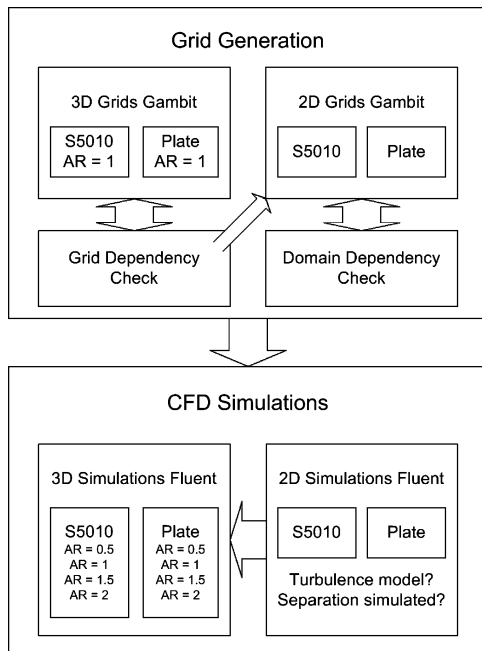 Grid Generation
3D Grids Gambit
S5010
AR = 1
Plate
AR = 1
2D Grids Gambit
S5010
Plate
Grid Dependency
Check
Domain Dependency
Check
CFD Simulations
3D Simulations Fluent
S5010
AR = 0.5
AR = 1
AR = 1.5
AR = 2
Plate
AR = 0.5
AR = 1
AR = 1.5
AR = 2
2D Simulations Fluent
S5010
Plate
Turbulence model?
Separation simulated?